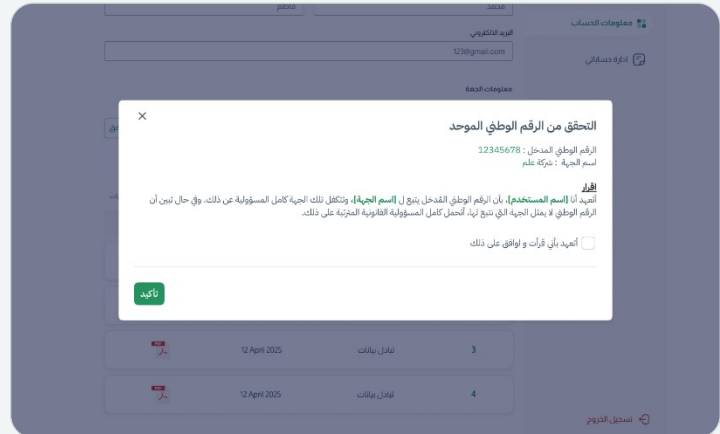 محمد
البريد الالكتروني
123@gmail.com
معلومات الجهة
معلومات الحساب
ادارة حساباتي
التحقق من الرقم الوطني الموحد
الرقم الوطني المدخل : 12345678
اسم الجهة : شركة علم
اقرار
أتعهد أنا [اسم المستخدم]، بأن الرقم الوطني المُدخل يتبع ل [اسم الجهة]، وتتكفل تلك الجهة كامل المسؤولية عن ذلك. وفي حال تبين أن
الرقم الوطني لا يمثل الجهة التي نتبع لها، أتحمل كامل المسؤولية القانونية المترتبة على ذلك.
أتعهد بأني قرأت و اوافق على ذلك
تأكيد
3 تبادل بيانات 12 April 2025 PDF
4 تبادل بيانات 12 April 2025 PDF
تسجيل الخروج